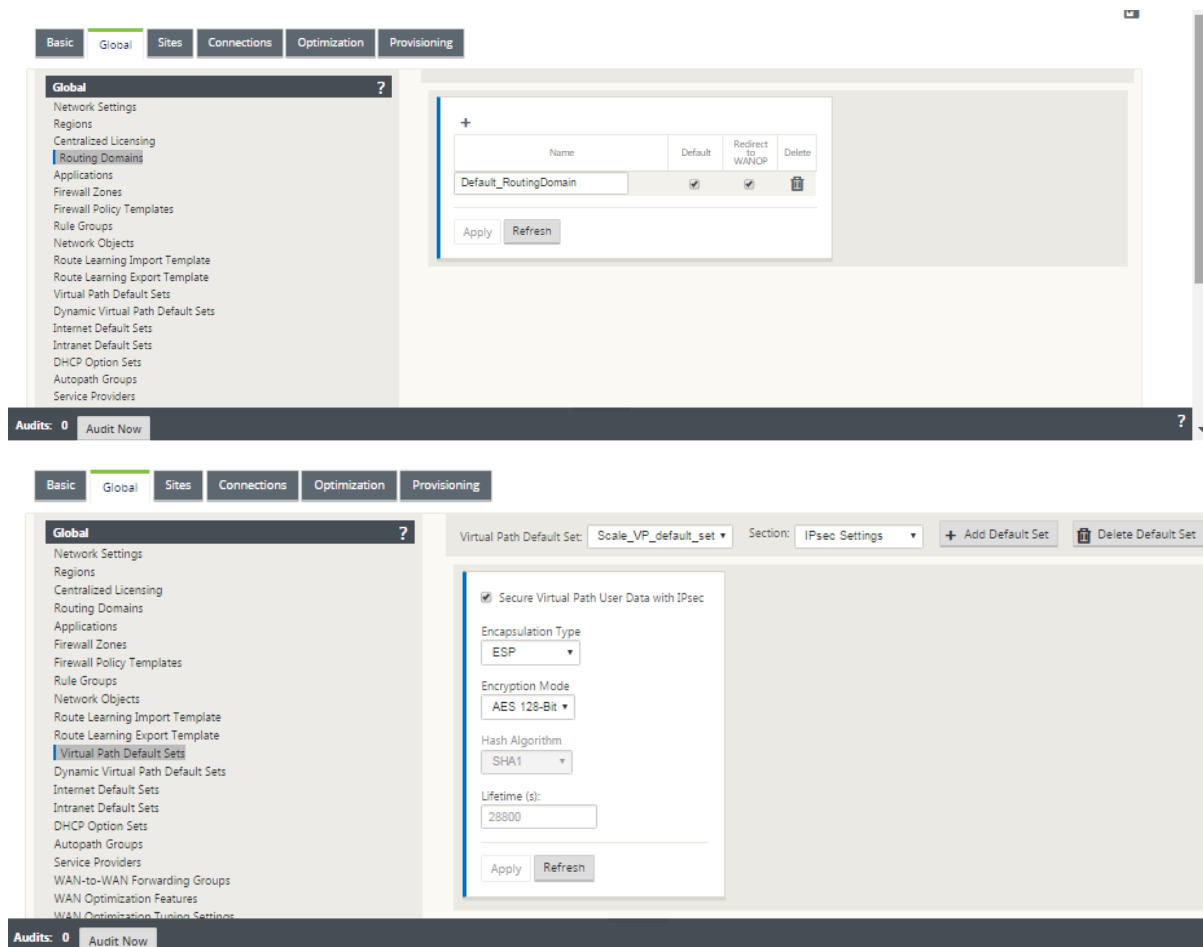 Basic Global Sites Connections Optimization Provisioning
Global ?
Network Settings
Regions
Centralized Licensing
Routing Domains
Applications
Firewall Zones
Firewall Policy Templates
Rule Groups
Network Objects
Route Learning Import Template
Route Learning Export Template
Virtual Path Default Sets
Dynamic Virtual Path Default Sets
Internet Default Sets
Intranet Default Sets
DHCP Option Sets
Autopath Groups
Service Providers
+
Name Default Redirect to WANOP Delete
Default_RoutingDomain
Apply Refresh
Audits: 0 Audit Now ?
Basic Global Sites Connections Optimization Provisioning
Global ?
Network Settings
Regions
Centralized Licensing
Routing Domains
Applications
Firewall Zones
Firewall Policy Templates
Rule Groups
Network Objects
Route Learning Import Template
Route Learning Export Template
Virtual Path Default Sets
Dynamic Virtual Path Default Sets
Internet Default Sets
Intranet Default Sets
DHCP Option Sets
Autopath Groups
Service Providers
WAN-to-WAN Forwarding Groups
WAN Optimization Features
WAN Optimization Tuning Settings
Virtual Path Default Set: Scale_VP_default_set Section: IPsec Settings + Add Default Set Delete Default Set
Secure Virtual Path User Data with IPsec
Encapsulation Type
ESP
Encryption Mode
AES 128-Bit
Hash Algorithm
SHA1
Lifetime (s):
28800
Apply Refresh
Audits: 0 Audit Now